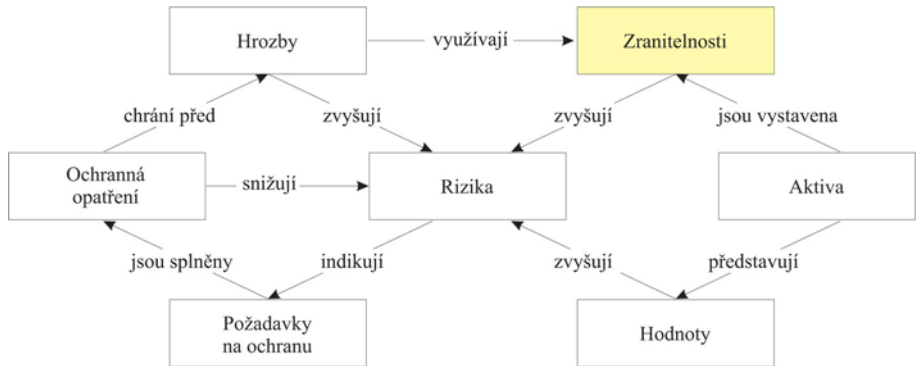 Hrozby
využívají
Zranitelnosti
chrání před
zvyšují
zvyšují
jsou vystavena
Ochranná
opatření
snižují
Rizika
Aktiva
jsou splněny
indikují
zvyšují
představují
Požadavky
na ochranu
Hodnoty